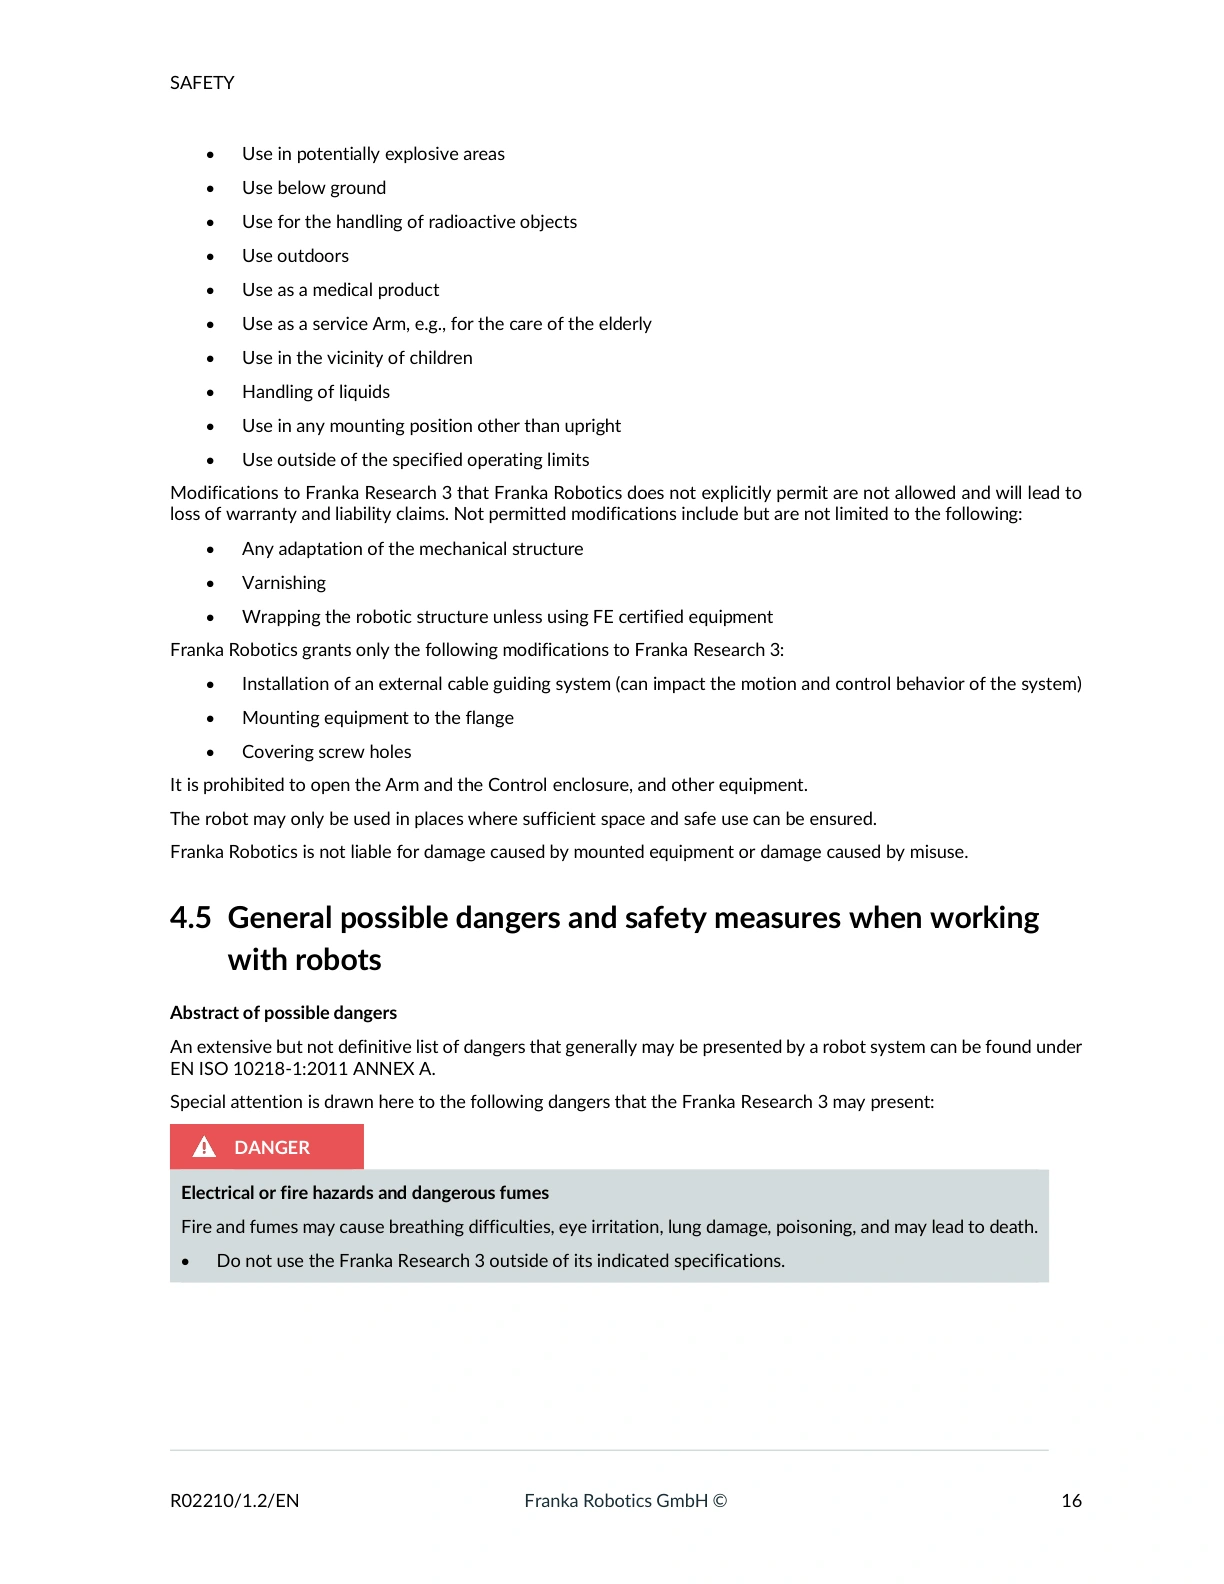 SAFETY
• Use in potentially explosive areas
• Use below ground
• Use for the handling of radioactive objects
• Use outdoors
• Use as a medical product
• Use as a service Arm, e.g., for the care of the elderly
• Use in the vicinity of children
• Handling of liquids
• Use in any mounting position other than upright
• Use outside of the specified operating limits
Modifications to Franka Research 3 that Franka Robotics does not explicitly permit are not allowed and will lead to
loss of warranty and liability claims. Not permitted modifications include but are not limited to the following:
• Any adaptation of the mechanical structure
• Varnishing
• Wrapping the robotic structure unless using FE certified equipment
Franka Robotics grants only the following modifications to Franka Research 3:
• Installation of an external cable guiding system (can impact the motion and control behavior of the system)
• Mounting equipment to the flange
• Covering screw holes
It is prohibited to open the Arm and the Control enclosure, and other equipment.
The robot may only be used in places where sufficient space and safe use can be ensured.
Franka Robotics is not liable for damage caused by mounted equipment or damage caused by misuse.
4.5 General possible dangers and safety measures when working
with robots
Abstract of possible dangers
An extensive but not definitive list of dangers that generally may be presented by a robot system can be found under
EN ISO 10218-1:2011 ANNEX A.
Special attention is drawn here to the following dangers that the Franka Research 3 may present:
DANGER
Electrical or fire hazards and dangerous fumes
Fire and fumes may cause breathing difficulties, eye irritation, lung damage, poisoning, and may lead to death.
• Do not use the Franka Research 3 outside of its indicated specifications.
R02210/1.2/EN Franka Robotics GmbH © 16